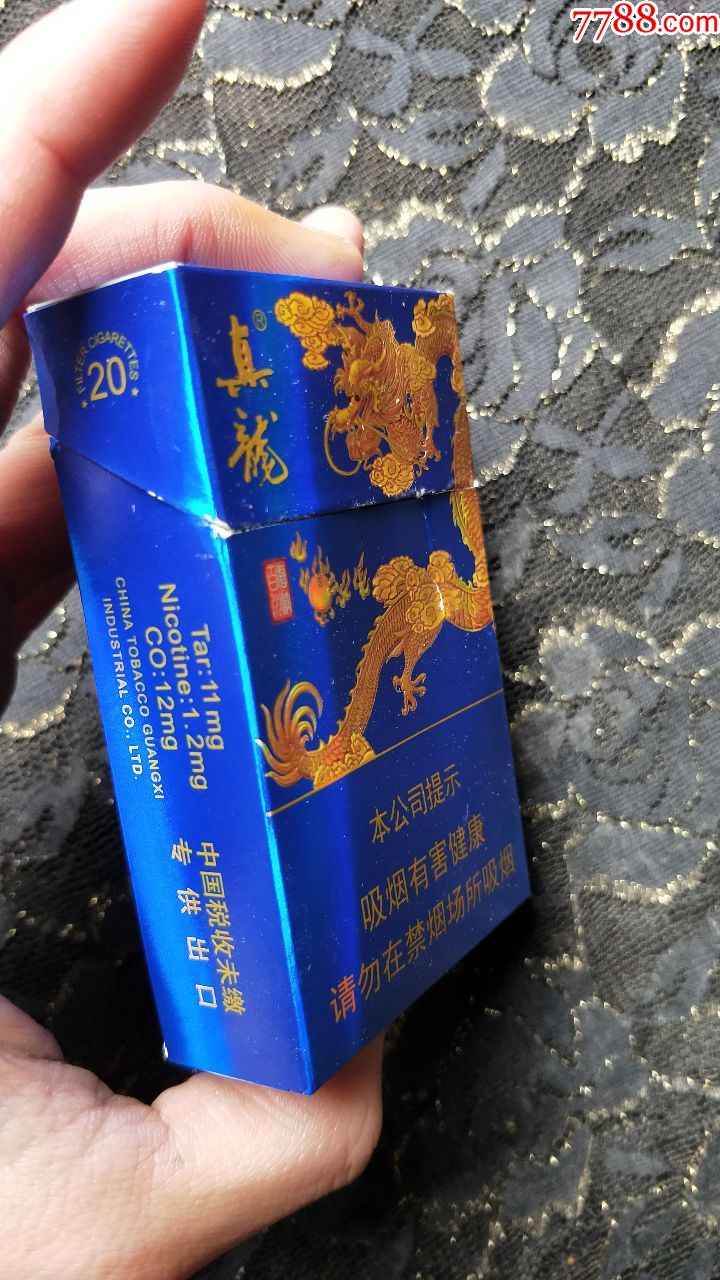 7788.com
真龍®
FILTER CIGARETTES
20
Tar:11mg
Nicotine:1.2mg
CO:12mg
CHINA TOBACCO GUANGXI
INDUSTRIAL CO., LTD.
中国税收未缴
专供出口
本公司提示
吸烟有害健康
请勿在禁烟场所吸烟